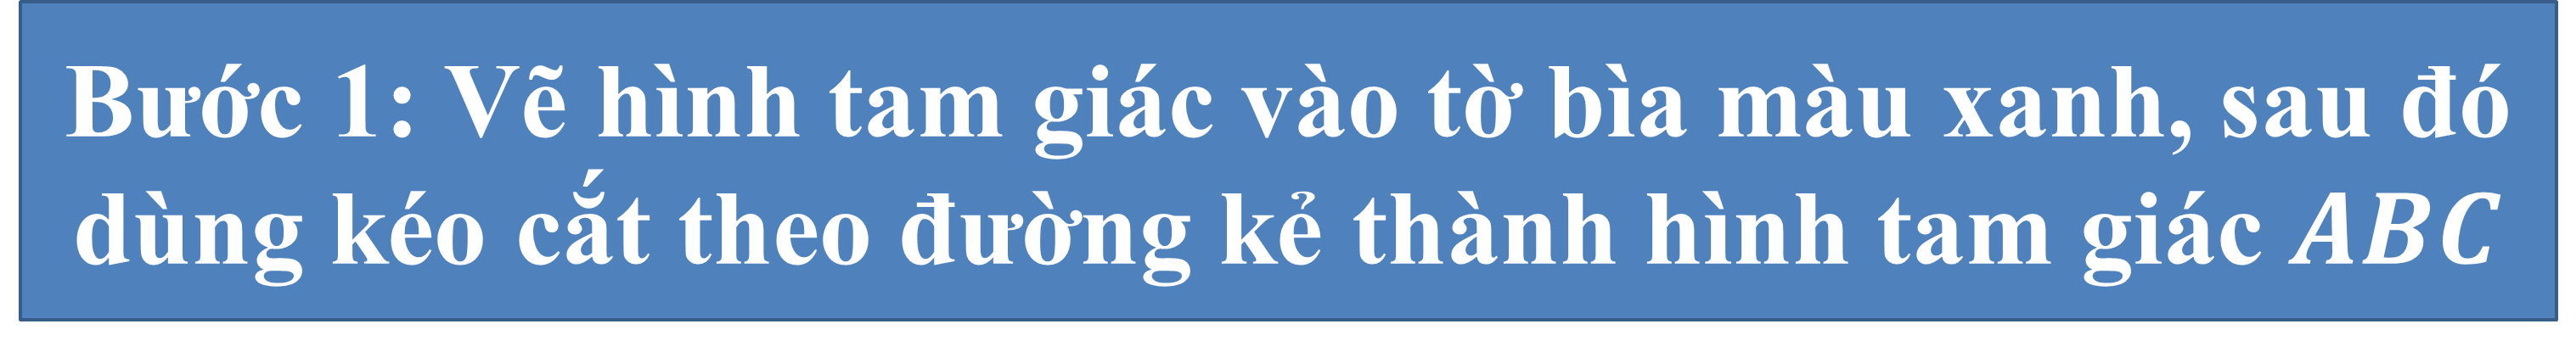 Bước 1: Vẽ hình tam giác vào tờ bìa màu xanh, sau đó
dùng kéo cắt theo đường kẻ thành hình tam giác ABC